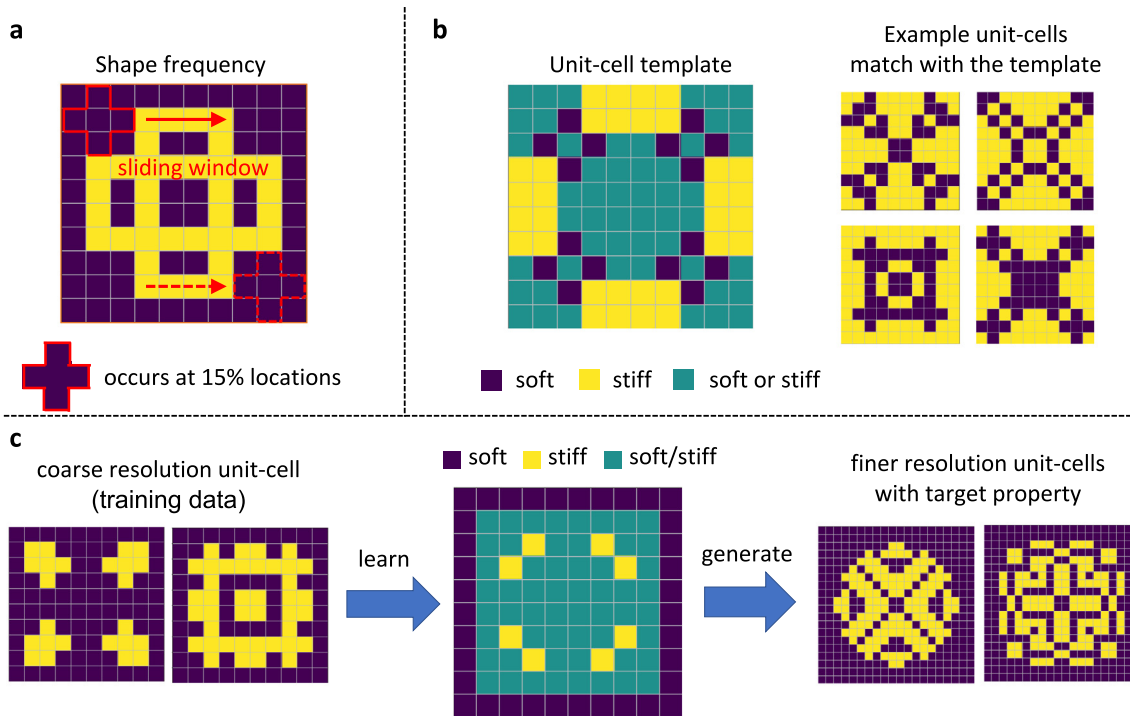 a
Shape frequency
sliding window
occurs at 15% locations
b
Unit-cell template
Example unit-cells
match with the template
soft
stiff
soft or stiff
c
coarse resolution unit-cell
(training data)
learn
soft
stiff
soft/stiff
generate
finer resolution unit-cells
with target property